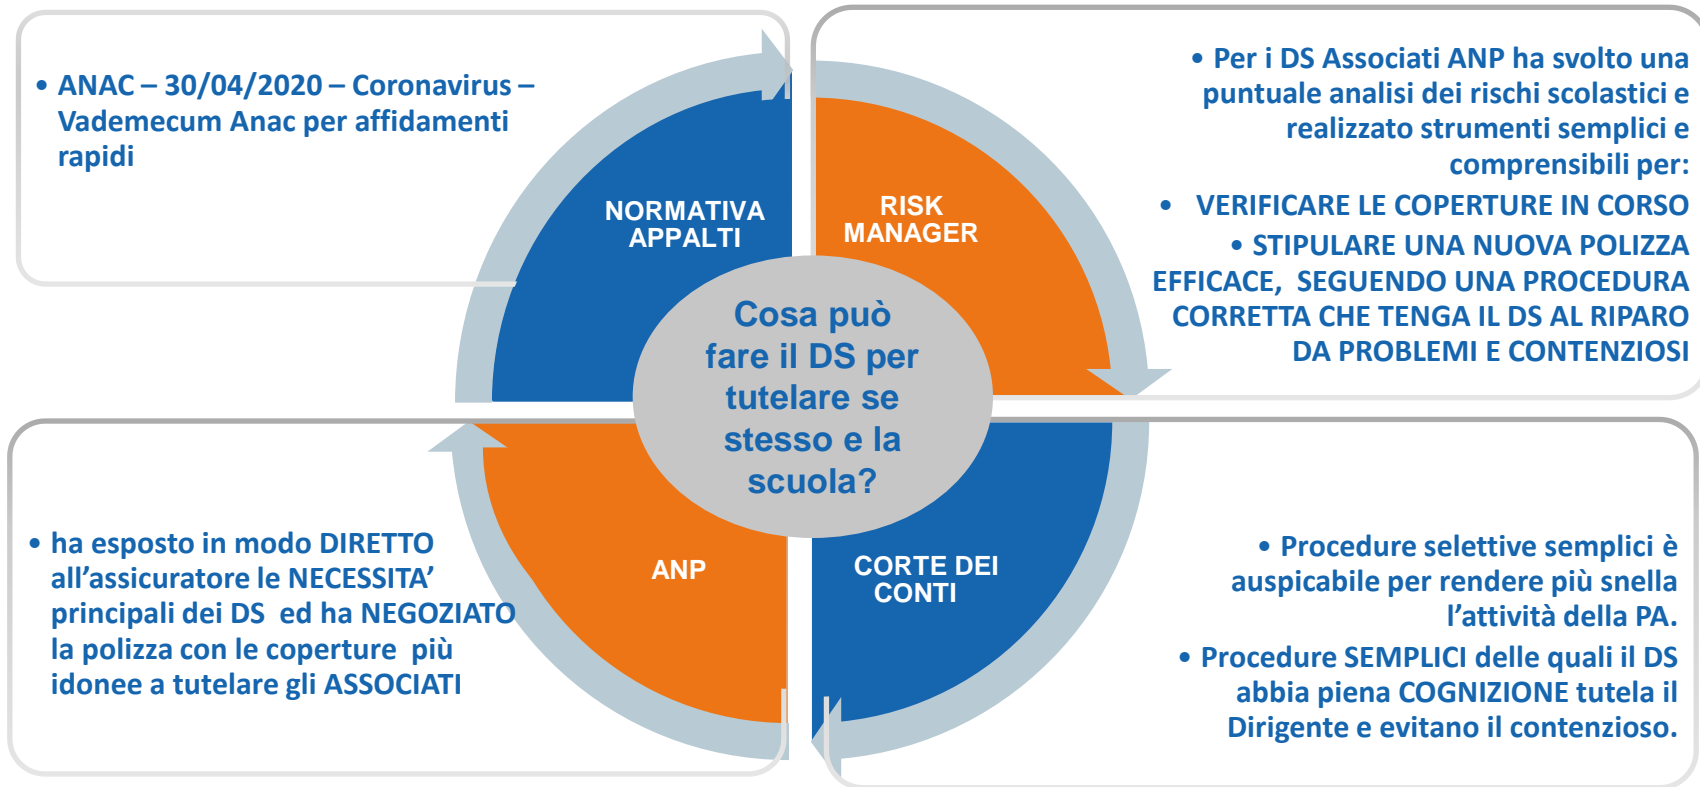 • ANAC – 30/04/2020 – Coronavirus –
Vademecum Anac per affidamenti
rapidi
NORMATIVA
APPALTI
RISK
MANAGER
• Per i DS Associati ANP ha svolto una
puntuale analisi dei rischi scolastici e
realizzato strumenti semplici e
comprensibili per:
• VERIFICARE LE COPERTURE IN CORSO
• STIPULARE UNA NUOVA POLIZZA
EFFICACE, SEGUENDO UNA PROCEDURA
CORRETTA CHE TENGA IL DS AL RIPARO
DA PROBLEMI E CONTENZIOSI
Cosa può
fare il DS per
tutelare se
stesso e la
scuola?
• ha esposto in modo DIRETTO
all’assicuratore le NECESSITA’
principali dei DS ed ha NEGOZIATO
la polizza con le coperture più
idonee a tutelare gli ASSOCIATI
ANP
CORTE DEI
CONTI
• Procedure selettive semplici è
auspicabile per rendere più snella
l’attività della PA.
• Procedure SEMPLICI delle quali il DS
abbia piena COGNIZIONE tutela il
Dirigente e evitano il contenzioso.